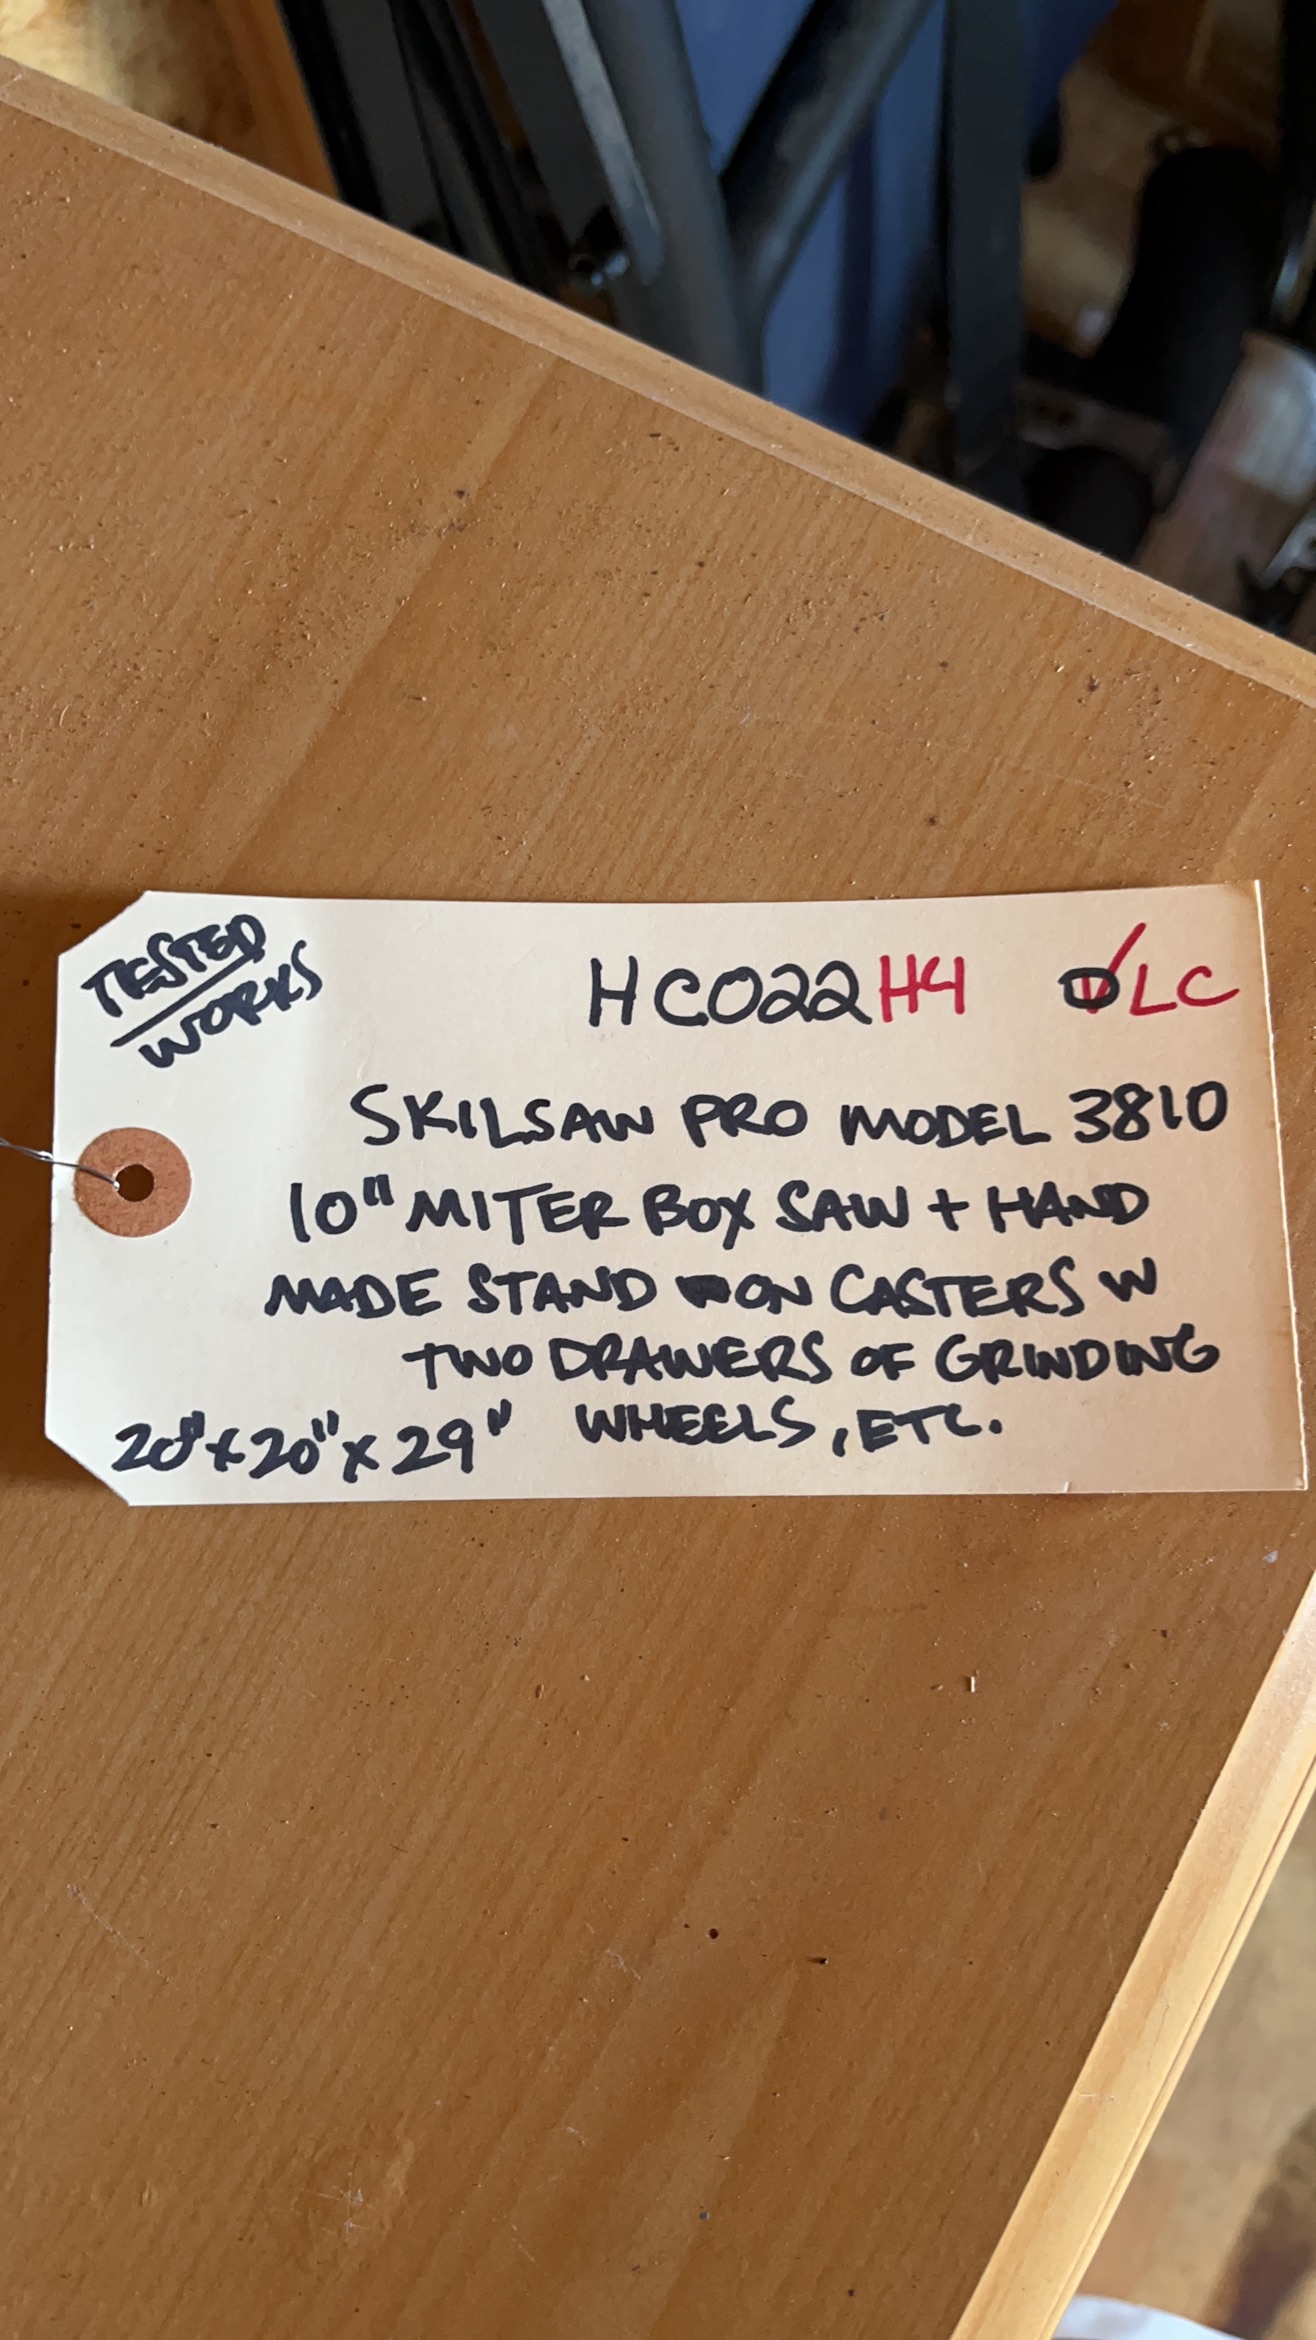 TESTED
WORKS
HC022H4 LC
SKILSAW PRO MODEL 3810
10" MITER BOX SAW + HAND
MADE STAND ON CASTERS W
TWO DRAWERS OF GRINDING
WHEELS, ETC.
20"x20"x29"